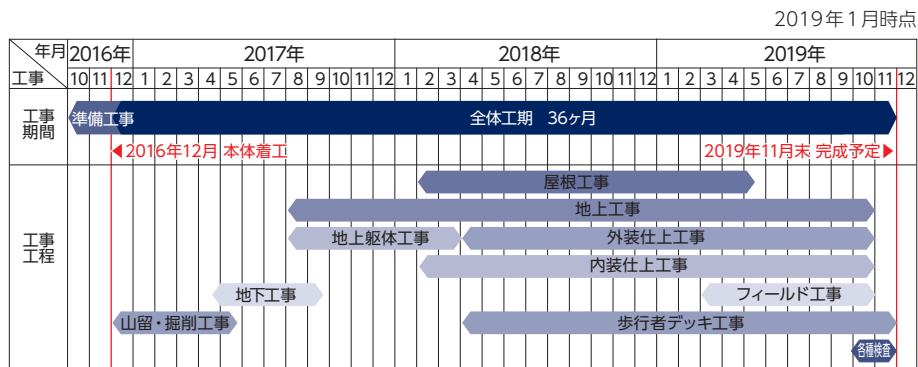 2019年1月時点
年月 2016年 2017年 2018年 2019年
工事 10 11 12 1 2 3 4 5 6 7 8 9 10 11 12 1 2 3 4 5 6 7 8 9 10 11 12 1 2 3 4 5 6 7 8 9 10 11 12
工事
期間
準備工事 全体工期 36ヶ月
2016年12月 本体着工 2019年11月末 完成予定
工事
工程
屋根工事
地上工事
地上躯体工事 外装仕上工事
内装仕上工事
地下工事 フィールド工事
山留・掘削工事 歩行者デッキ工事
各種検査